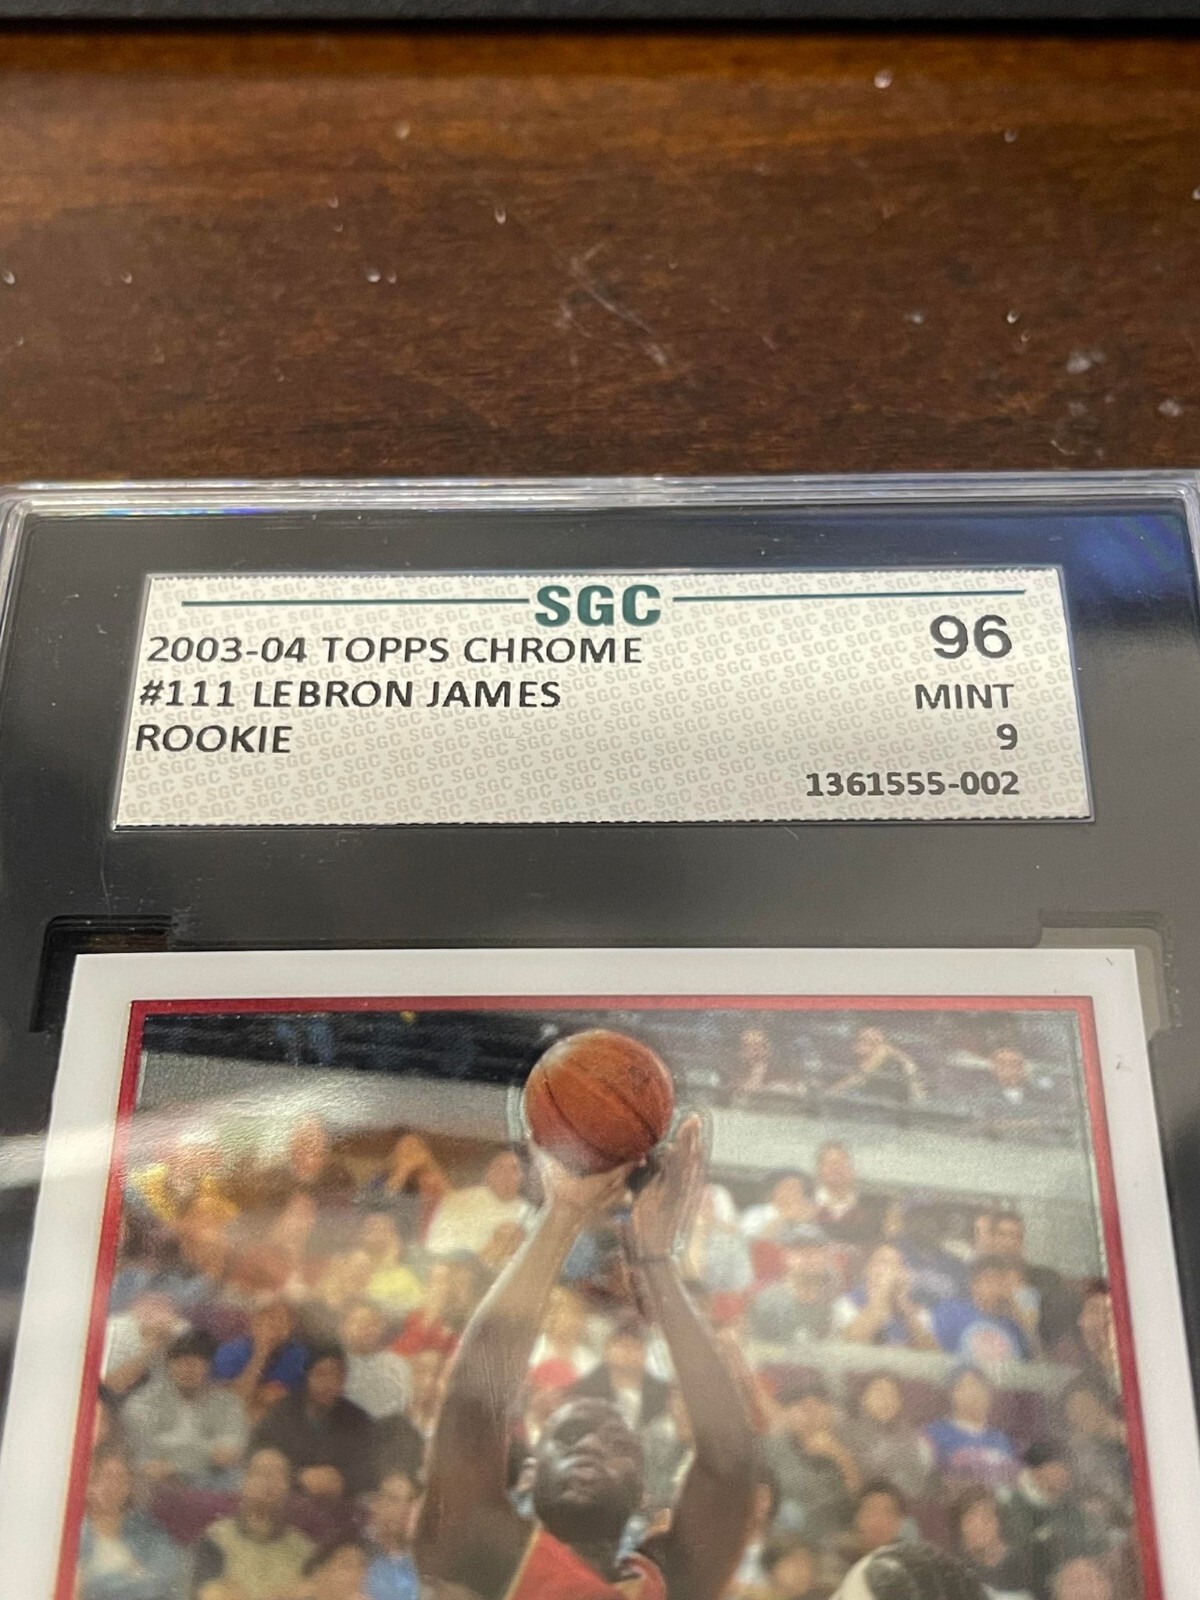 SGC
2003-04 TOPPS CHROME
#111 LEBRON JAMES
ROOKIE
96
MINT
9
1361555-002